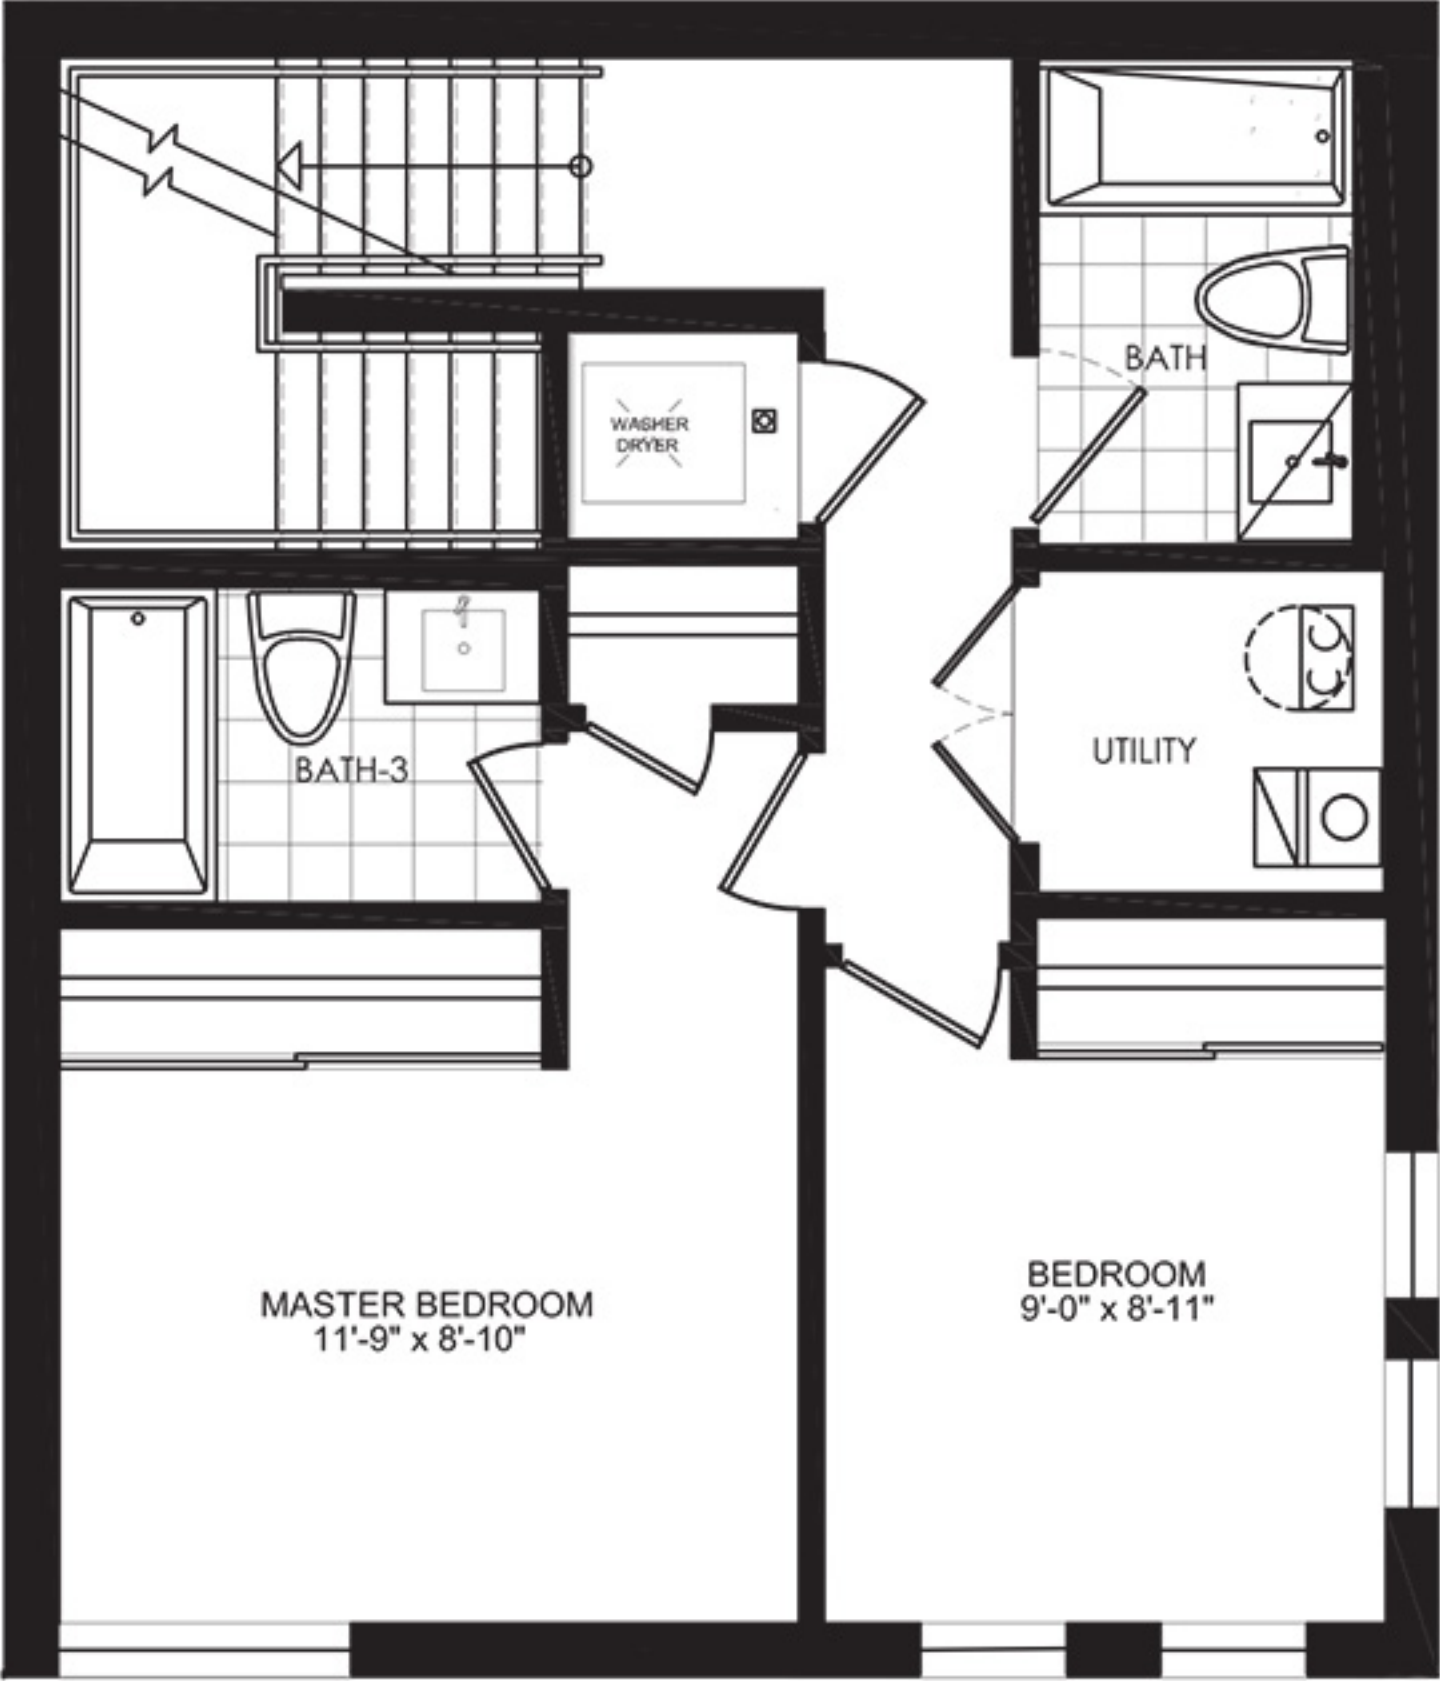 BATH
WASHER
DRYER
UTILITY
BATH-3
BEDROOM
9'-0" x 8'-11"
MASTER BEDROOM
11'-9" x 8'-10"